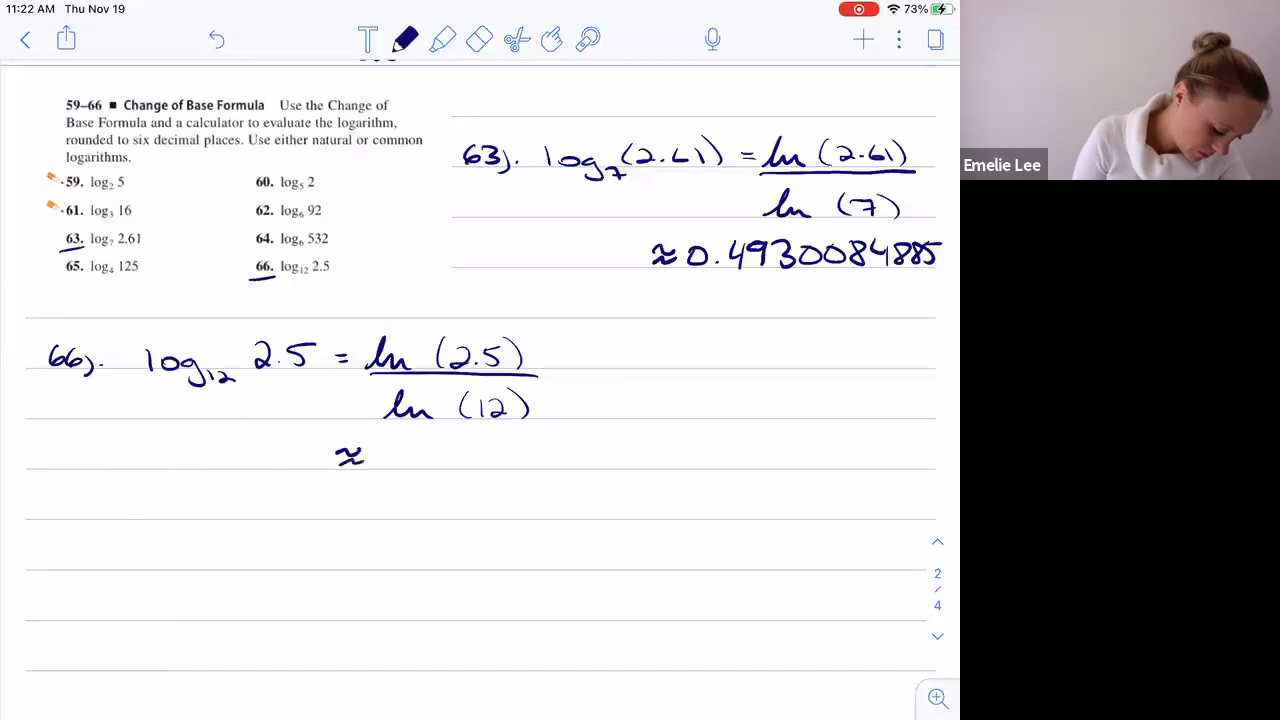 11:22 AM Thu Nov 19
73%
59–66 ■ Change of Base Formula Use the Change of
Base Formula and a calculator to evaluate the logarithm,
rounded to six decimal places. Use either natural or common
logarithms.
59. log₂ 5
60. log₅ 2
61. log₃ 16
62. log₆ 92
63. log₇ 2.61
64. log₆ 532
65. log₄ 125
66. log₁₂ 2.5
63). log₇(2.61) = ln (2.61)
ln (7)
≈ 0.4930084885
66). log₁₂ 2.5 = ln (2.5)
ln (12)
≈
2
/
4
Emelie Lee